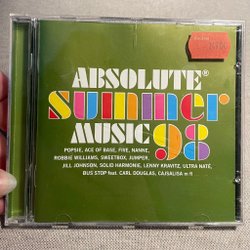 ABSOLUTE®
summer
MUSIC 98
POPSIE, ACE OF BASE, FIVE, NANNE,
ROBBIE WILLIAMS, SWEETBOX, JUMPER,
JILL JOHNSON, SOLID HARMONIE, LENNY KRAVITZ, ULTRA NATÉ,
BUS STOP feat. CARL DOUGLAS, CAJSALISA m fl